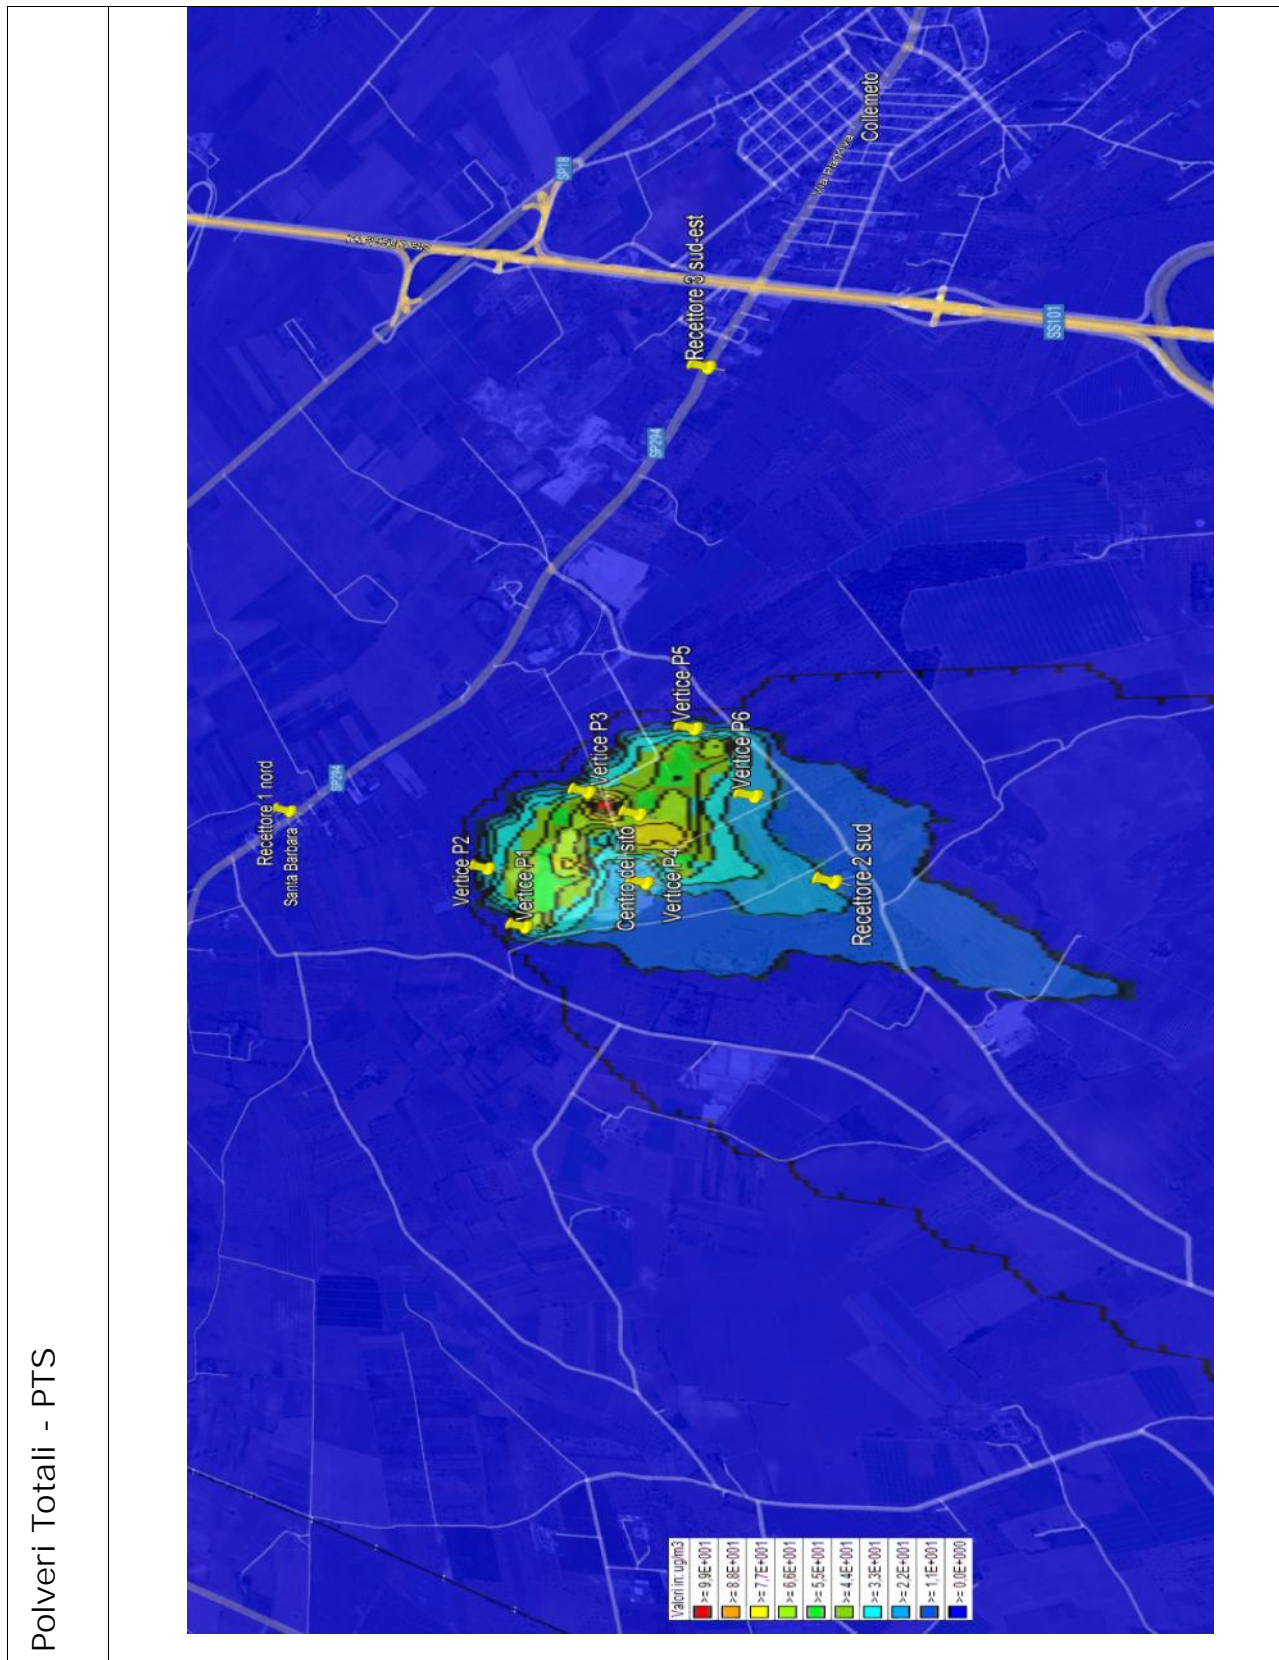 Polveri Totali - PTS
Recettore 1 nord
Santa Barbara
SP294
SP18
Collemeto
Via Padova
Recettore 3 sud-est
SP294
SS101
Vertice P2
Vertice P1
Vertice P3
Centro del sito
Vertice P4
Vertice P5
Vertice P6
Recettore 2 sud
Valori in: ug/m3
>= 9,9E+001
>= 8,8E+001
>= 7,7E+001
>= 6,6E+001
>= 5,5E+001
>= 4,4E+001
>= 3,3E+001
>= 2,2E+001
>= 1,1E+001
>= 0,0E+000